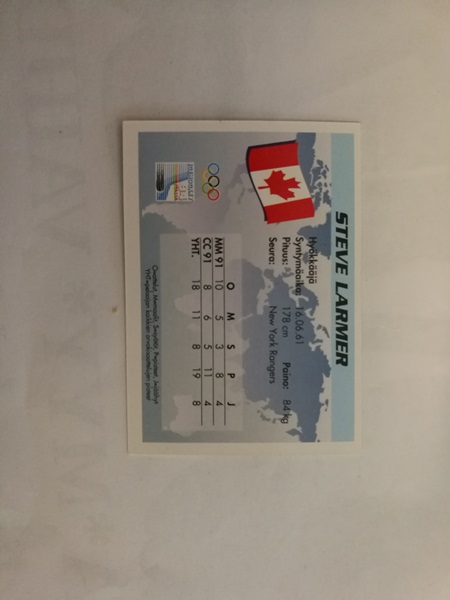 STEVE LARMER
Hyökkääjä
Syntymäaika: 16.06.61
Pituus: 178 cm Paino: 84 kg
Seura: New York Rangers
O M S P J
MM 91 10 5 3 8 4
CC 91 8 6 5 11 4
YHT. 18 11 8 19 8